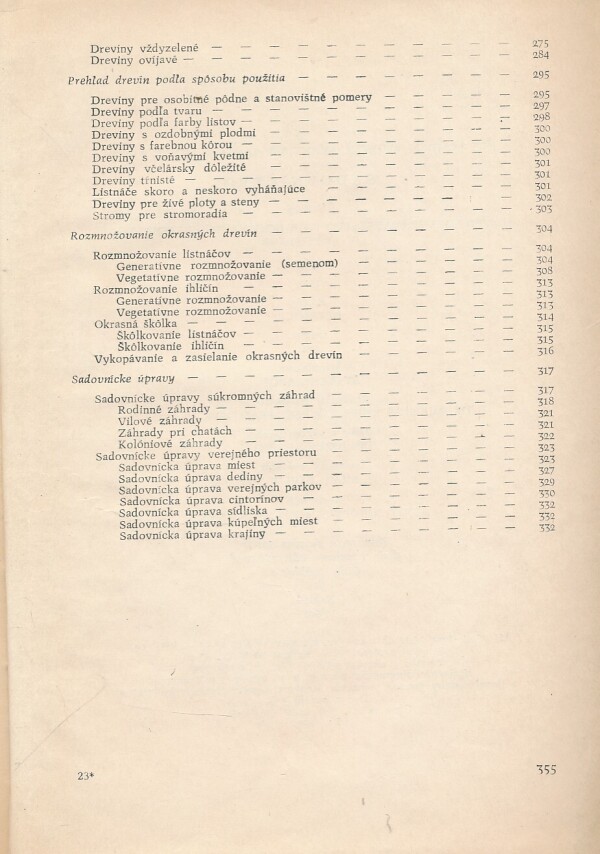 Dreviny vždyzelené — — — — — — — — — 275
Dreviny ovíjavé — — — — — — — — — — 284
Prehľad drevín podľa spôsobu použitia — — — — — — — 295
Dreviny pre osobitné pôdne a stanovištné pomery — — — — — 295
Dreviny podľa tvaru — — — — — — — — — — 297
Dreviny podľa farby listov — — — — — — — — — 298
Dreviny s ozdobnými plodmi — — — — — — — — 300
Dreviny s farebnou kôrou — — — — — — — — — 300
Dreviny s voňavými kvetmi — — — — — — — — 300
Dreviny včelársky dôležité — — — — — — — — 301
Dreviny tŕnisté — — — — — — — — — — 301
Listnáče skoro a neskoro vyháňajúce — — — — — — — 301
Dreviny pre živé ploty a steny — — — — — — — — — 302
Stromy pre stromoradia — — — — — — — — — 303
Rozmnožovanie okrasných drevín — — — — — — — — 304
Rozmnožovanie listnáčov — — — — — — — — — 304
Generatívne rozmnožovanie (semenom) — — — — — — 304
Vegetatívne rozmnožovanie — — — — — — — — 308
Rozmnožovanie ihličín — — — — — — — — — 313
Generatívne rozmnožovanie — — — — — — — — 313
Vegetatívne rozmnožovanie — — — — — — — — 313
Okrasná škôlka — — — — — — — — — — — 314
Škôlkovanie listnáčov — — — — — — — — — 315
Škôlkovanie ihličín — — — — — — — — — 315
Vykopávanie a zasielanie okrasných drevín — — — — — — 316
Sadovnícke úpravy — — — — — — — — — — — 317
Sadovnícke úpravy súkromných záhrad — — — — — — — 317
Rodinné záhrady — — — — — — — — — — 318
Vilové záhrady — — — — — — — — — — 321
Záhrady pri chatách — — — — — — — — — 321
Kolóniové záhrady — — — — — — — — — 322
Sadovnícke úpravy verejného priestoru — — — — — — 323
Sadovnícka úprava miest — — — — — — — — 323
Sadovnícka úprava dediny — — — — — — — — 327
Sadovnícka úprava verejných parkov — — — — — — 329
Sadovnícka úprava cintorínov — — — — — — — 330
Sadovnícka úprava sídliska — — — — — — — — 332
Sadovnícka úprava kúpeľných miest — — — — — — 332
Sadovnícka úprava krajiny — — — — — — — — 332
23*
355